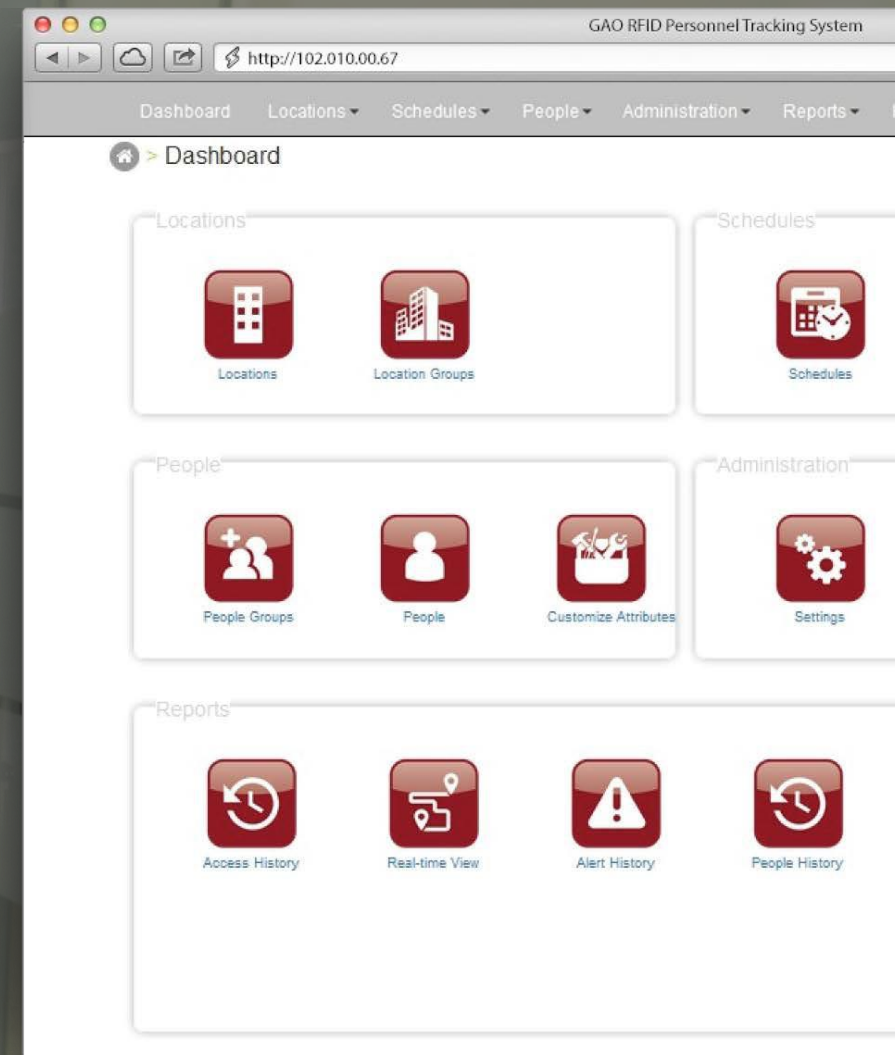 GAO RFID Personnel Tracking System
http://102.010.00.67
Dashboard Locations Schedules People Administration Reports
> Dashboard
Locations
Schedules
Locations
Location Groups
Schedules
People
Administration
People Groups
People
Customize Attributes
Settings
Reports
Access History
Real-time View
Alert History
People History